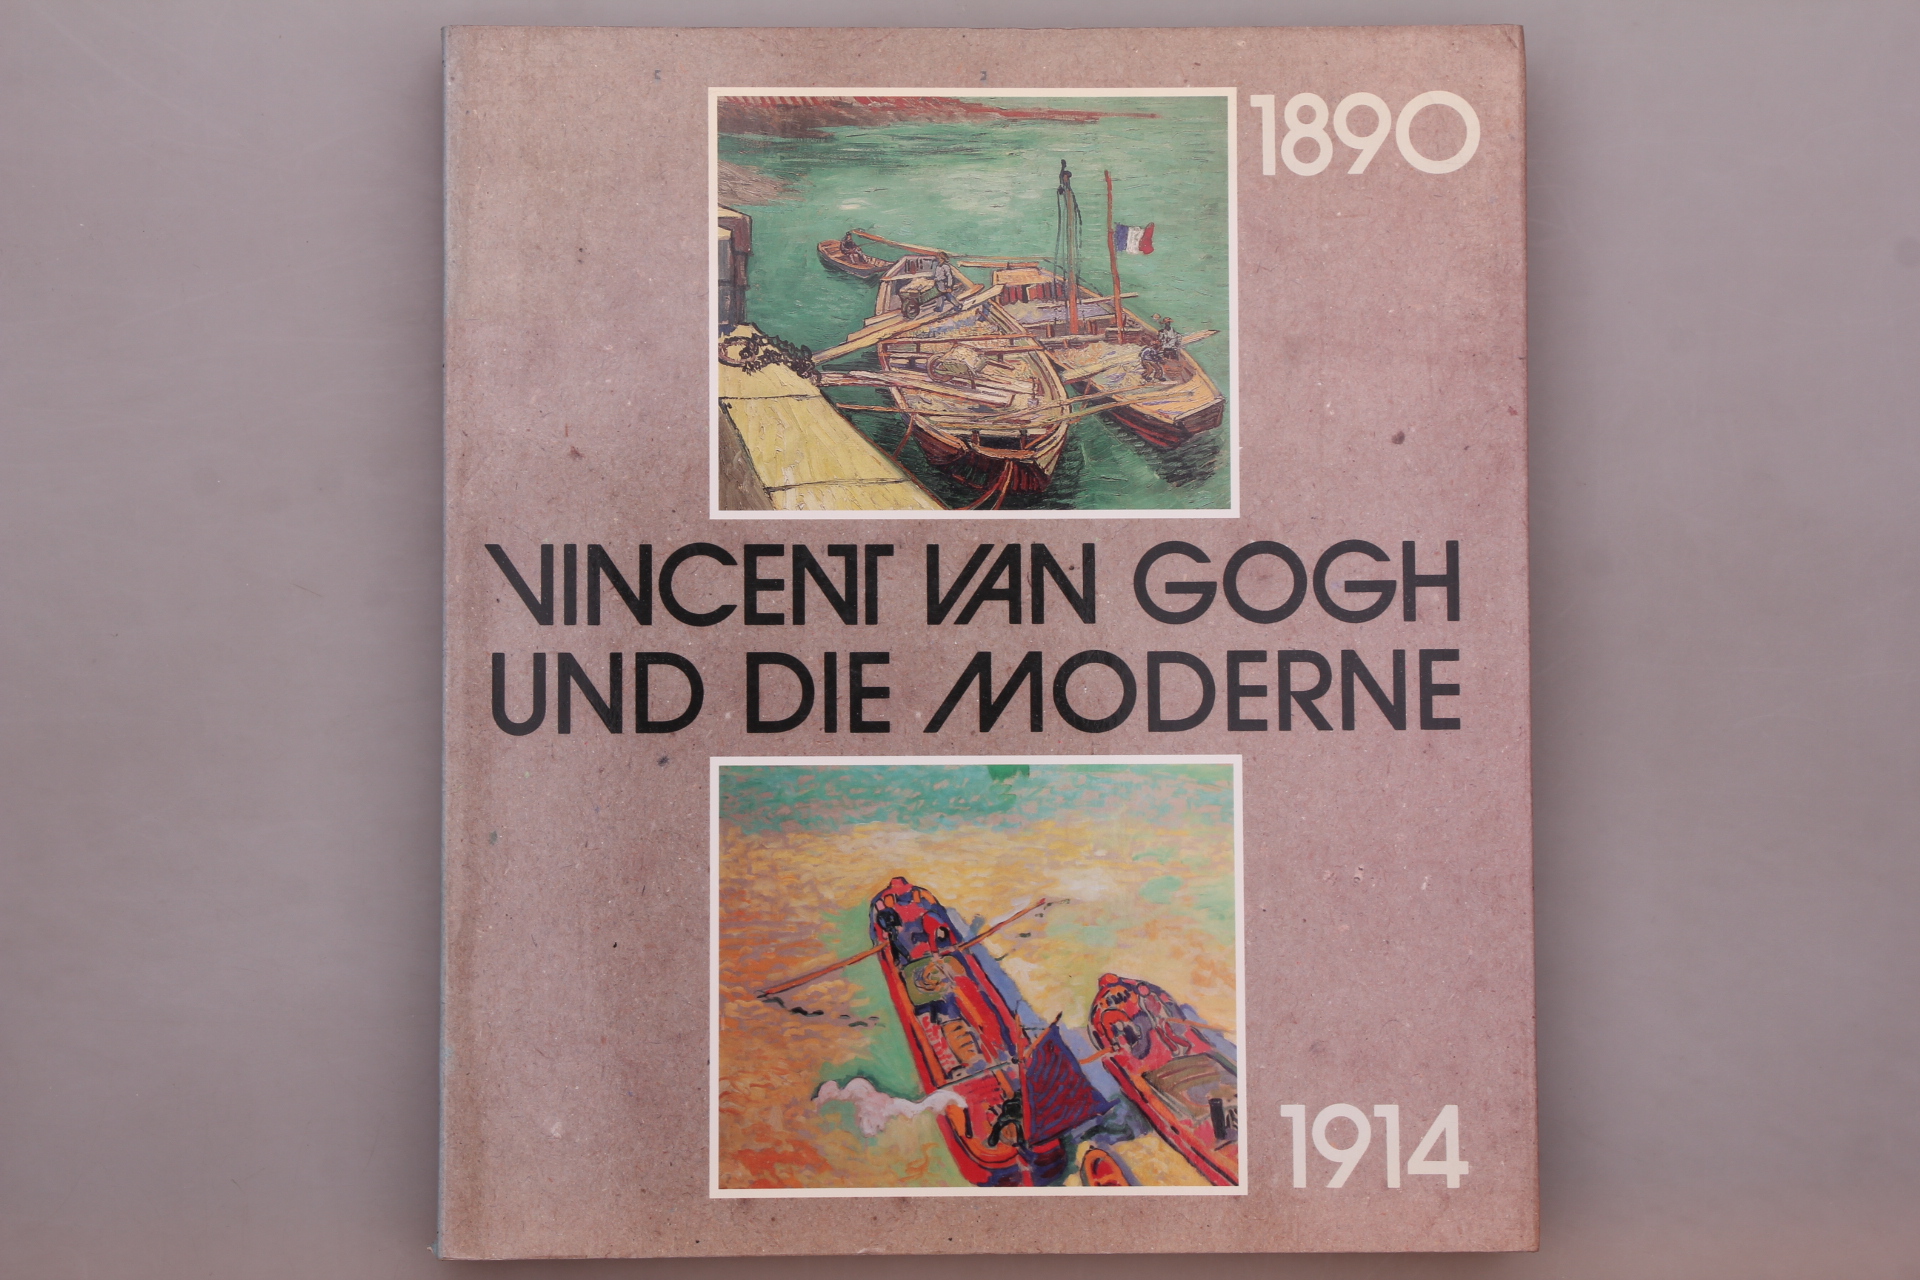 1890
VINCENT VAN GOGH
UND DIE MODERNE
1914